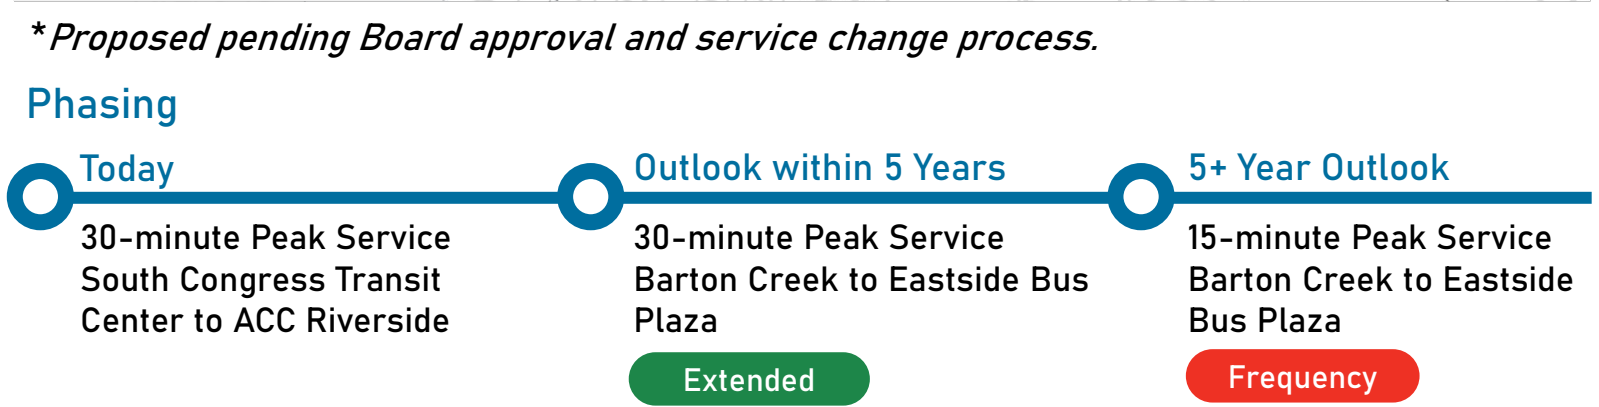 *Proposed pending Board approval and service change process.
Phasing
Today
30-minute Peak Service
South Congress Transit
Center to ACC Riverside
Outlook within 5 Years
30-minute Peak Service
Barton Creek to Eastside Bus
Plaza
Extended
5+ Year Outlook
15-minute Peak Service
Barton Creek to Eastside
Bus Plaza
Frequency